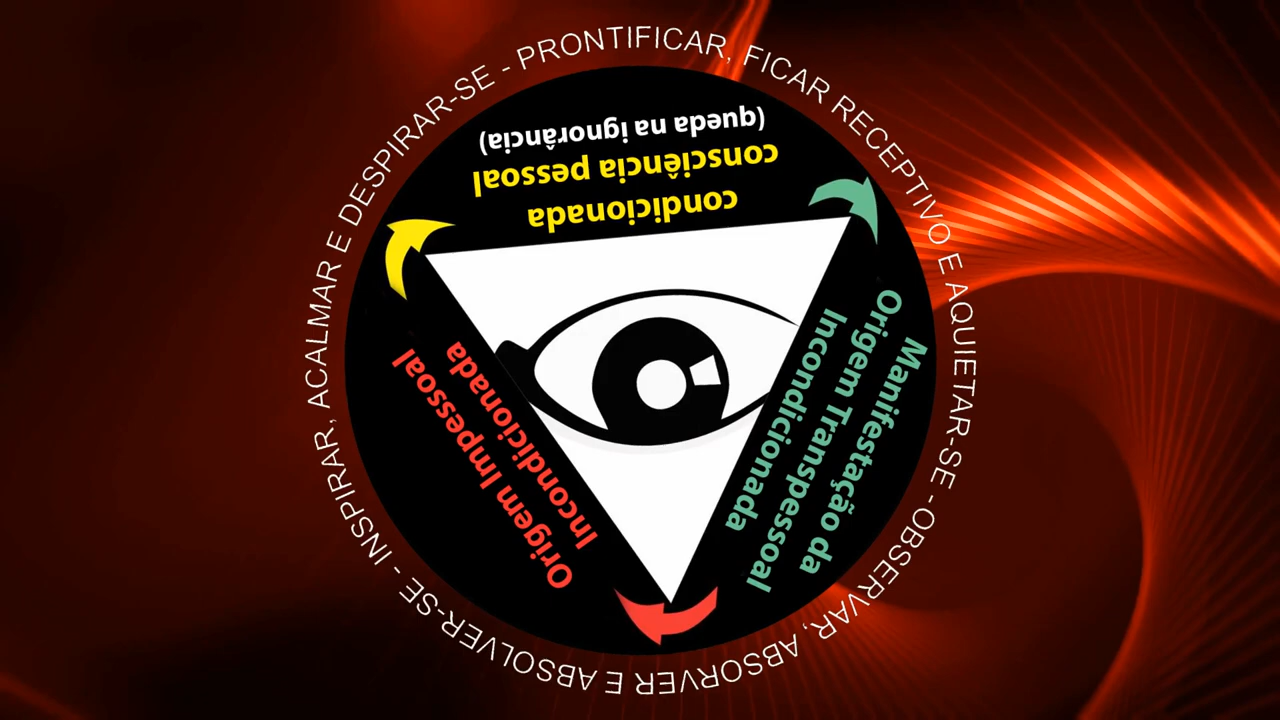 PRONTIFICAR, FICAR RECEPTIVO E AQUIETAR-SE - OBSERVAR, ABSORVER E ABSOLVER-SE - INSPIRAR, ACALMAR E DESPIRAR-SE -
condicionada
consciência pessoal
(queda na ignorância)
Manifestação da
Origem Transpessoal
Incondicionada
Origem Impessoal
Incondicionada